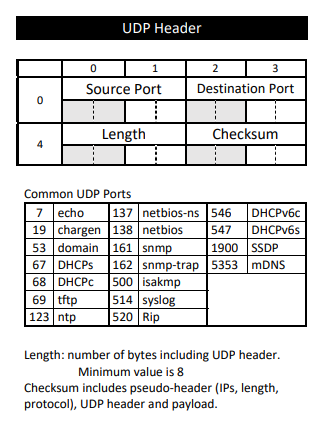 UDP Header
0 1 2 3
0 Source Port Destination Port
4 Length Checksum
Common UDP Ports
7 echo 137 netbios-ns 546 DHCPv6c
19 chargen 138 netbios 547 DHCPv6s
53 domain 161 snmp 1900 SSDP
67 DHCPs 162 snmp-trap 5353 mDNS
68 DHCPc 500 isakmp
69 tftp 514 syslog
123 ntp 520 Rip
Length: number of bytes including UDP header.
Minimum value is 8
Checksum includes pseudo-header (IPs, length,
protocol), UDP header and payload.